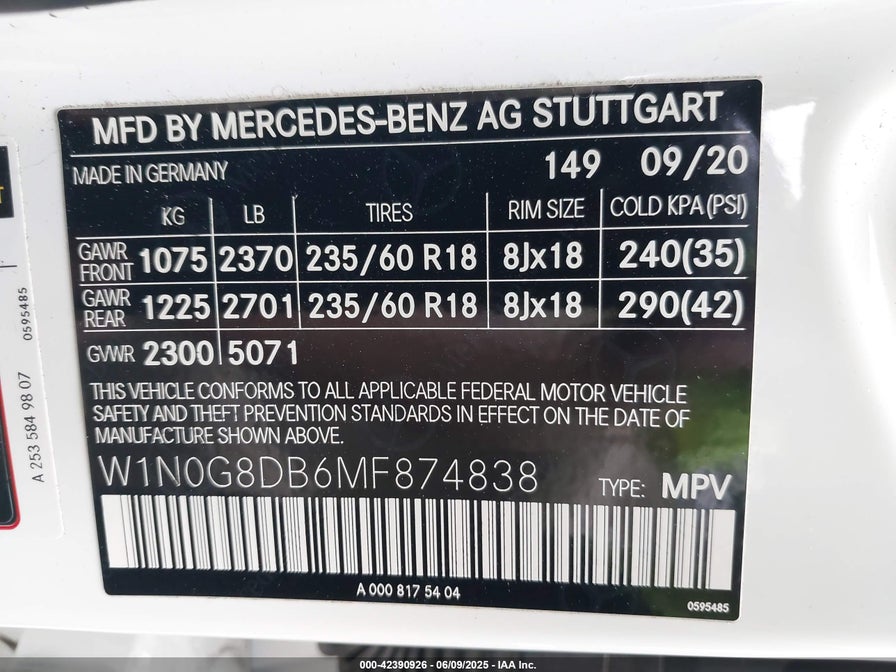 MFD BY MERCEDES-BENZ AG STUTTGART
MADE IN GERMANY 149 09/20
KG LB TIRES RIM SIZE COLD KPA (PSI)
GAWR FRONT 1075 2370 235/60 R18 8Jx18 240(35)
GAWR REAR 1225 2701 235/60 R18 8Jx18 290(42)
GVWR 2300 5071
THIS VEHICLE CONFORMS TO ALL APPLICABLE FEDERAL MOTOR VEHICLE
SAFETY AND THEFT PREVENTION STANDARDS IN EFFECT ON THE DATE OF
MANUFACTURE SHOWN ABOVE.
W1N0G8DB6MF874838 TYPE: MPV
A 000 817 54 04
0595485
A 253 584 98 07 0595485
000-42390926 - 06/09/2025 - IAA Inc.